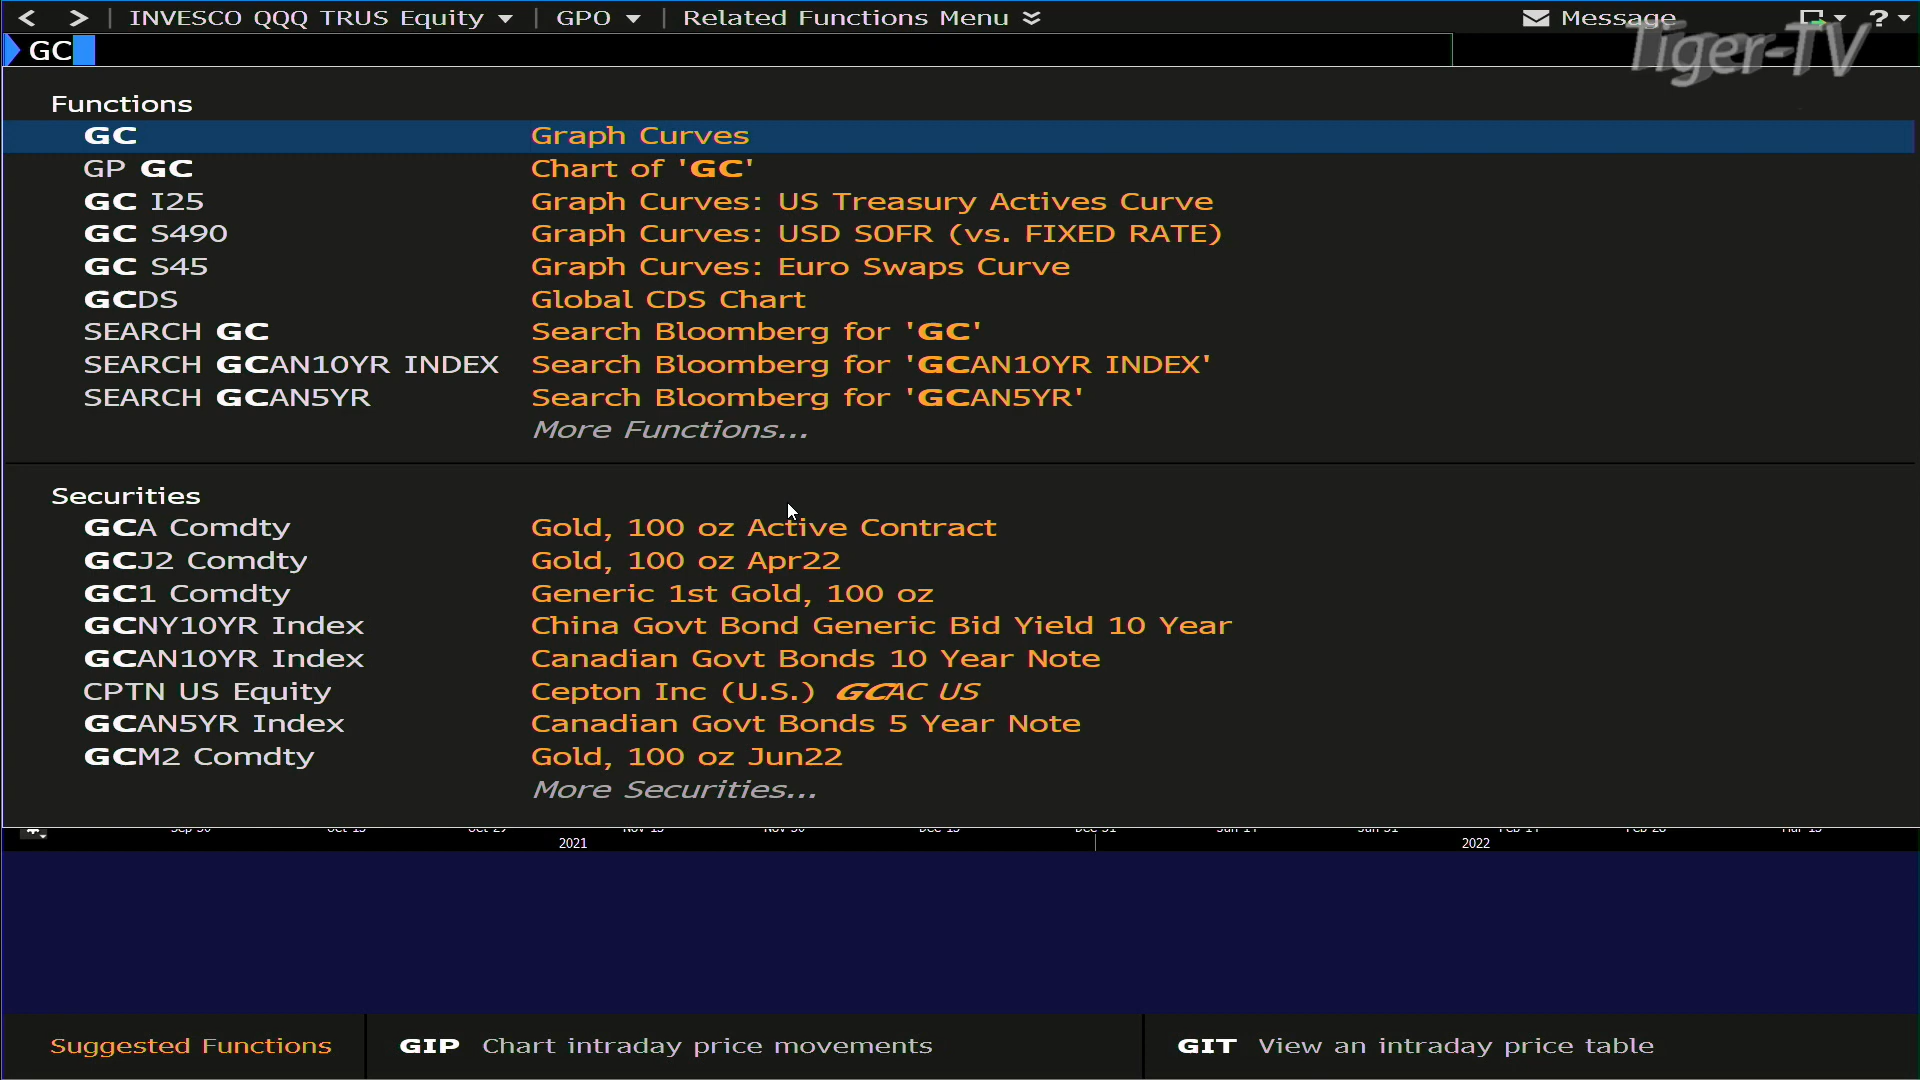 < > INVESCO QQQ TRUS Equity GPO Related Functions Menu Message ?
GC
Tiger-TV
Functions
GC Graph Curves
GP GC Chart of 'GC'
GC I25 Graph Curves: US Treasury Actives Curve
GC S490 Graph Curves: USD SOFR (vs. FIXED RATE)
GC S45 Graph Curves: Euro Swaps Curve
GCDS Global CDS Chart
SEARCH GC Search Bloomberg for 'GC'
SEARCH GCAN10YR INDEX Search Bloomberg for 'GCAN10YR INDEX'
SEARCH GCAN5YR Search Bloomberg for 'GCAN5YR'
More Functions...
Securities
GCA Comdty Gold, 100 oz Active Contract
GCJ2 Comdty Gold, 100 oz Apr22
GC1 Comdty Generic 1st Gold, 100 oz
GCNY10YR Index China Govt Bond Generic Bid Yield 10 Year
GCAN10YR Index Canadian Govt Bonds 10 Year Note
CPTN US Equity Cepton Inc (U.S.) GCAC US
GCAN5YR Index Canadian Govt Bonds 5 Year Note
GCM2 Comdty Gold, 100 oz Jun22
More Securities...
2021 2022
Suggested Functions GIP Chart intraday price movements GIT View an intraday price table